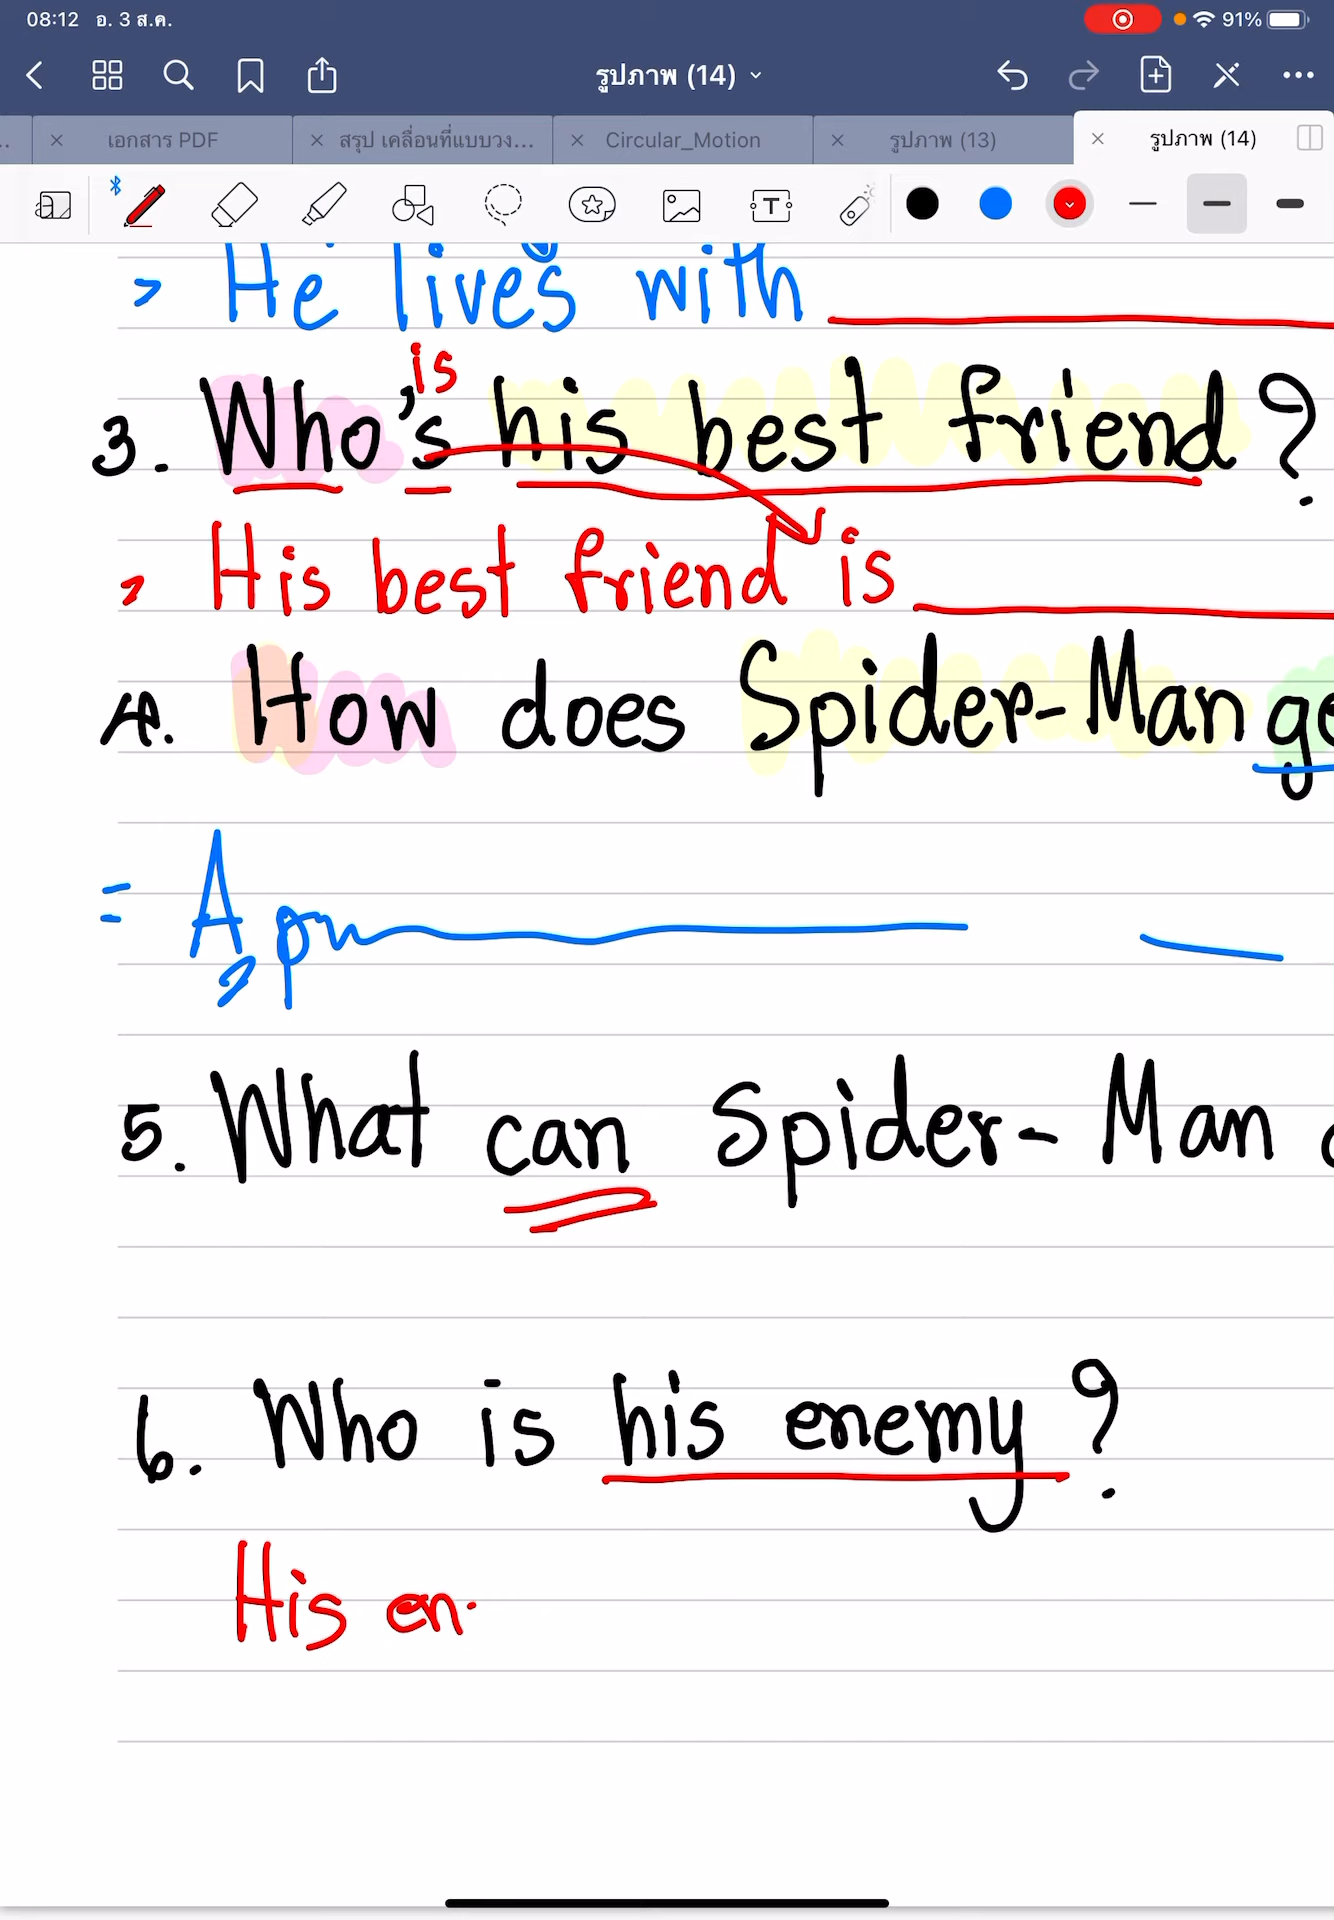 08:12 อ. 3 ส.ค. 91%
รูปภาพ (14)
เอกสาร PDF สรุป เคลื่อนที่แบบวง... Circular_Motion รูปภาพ (13) รูปภาพ (14)
He lives with
is
3. Who's his best friend?
His best friend is
4. How does Spider-Man ge
= A
5. What can Spider-Man
6. Who is his enemy?
His en